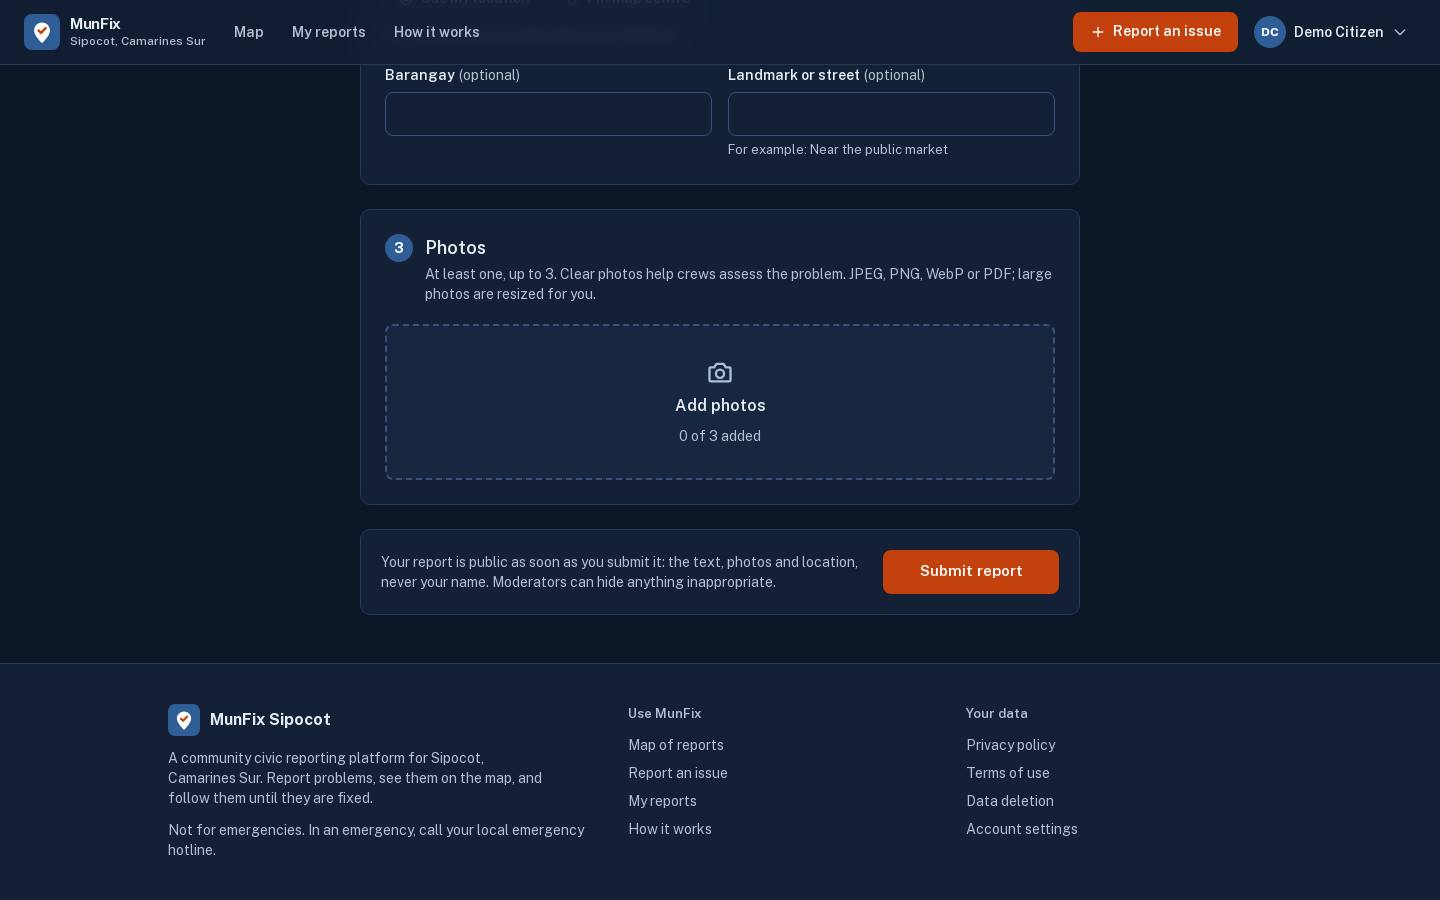 MunFix
Sipocot, Camarines Sur
Map
My reports
How it works
Report an issue
DC
Demo Citizen
Barangay (optional)
Landmark or street (optional)
For example: Near the public market
3
Photos
At least one, up to 3. Clear photos help crews assess the problem. JPEG, PNG, WebP or PDF; large
photos are resized for you.
Add photos
0 of 3 added
Your report is public as soon as you submit it: the text, photos and location,
never your name. Moderators can hide anything inappropriate.
Submit report
MunFix Sipocot
A community civic reporting platform for Sipocot,
Camarines Sur. Report problems, see them on the map, and
follow them until they are fixed.
Not for emergencies. In an emergency, call your local emergency
hotline.
Use MunFix
Map of reports
Report an issue
My reports
How it works
Your data
Privacy policy
Terms of use
Data deletion
Account settings